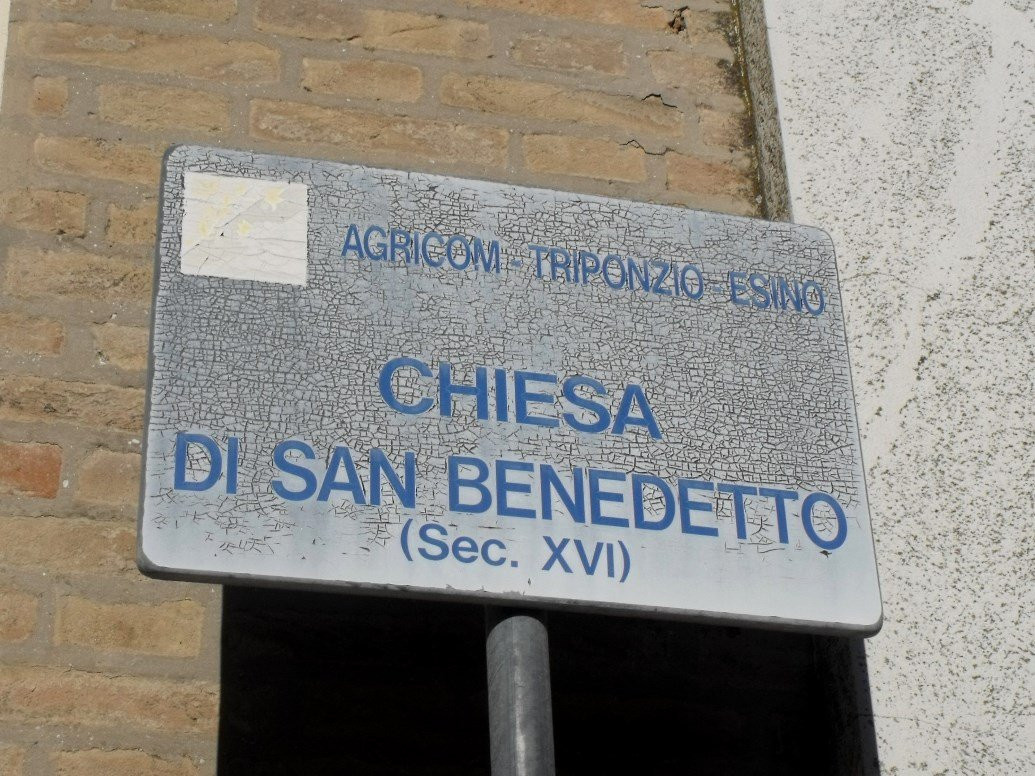 AGRICOM - TRIPONZIO - ESINO
CHIESA
DI SAN BENEDETTO
(Sec. XVI)